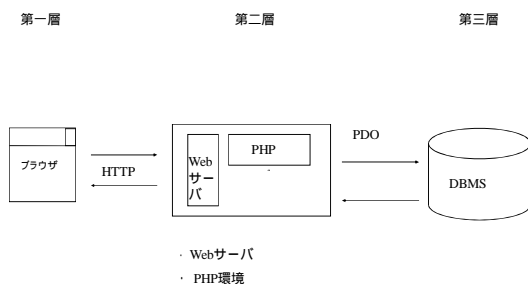 第一層
第二層
第三層
ブラウザ
HTTP
Web
サー
バ
PHP
PDO
DBMS
· Webサーバ
· PHP環境